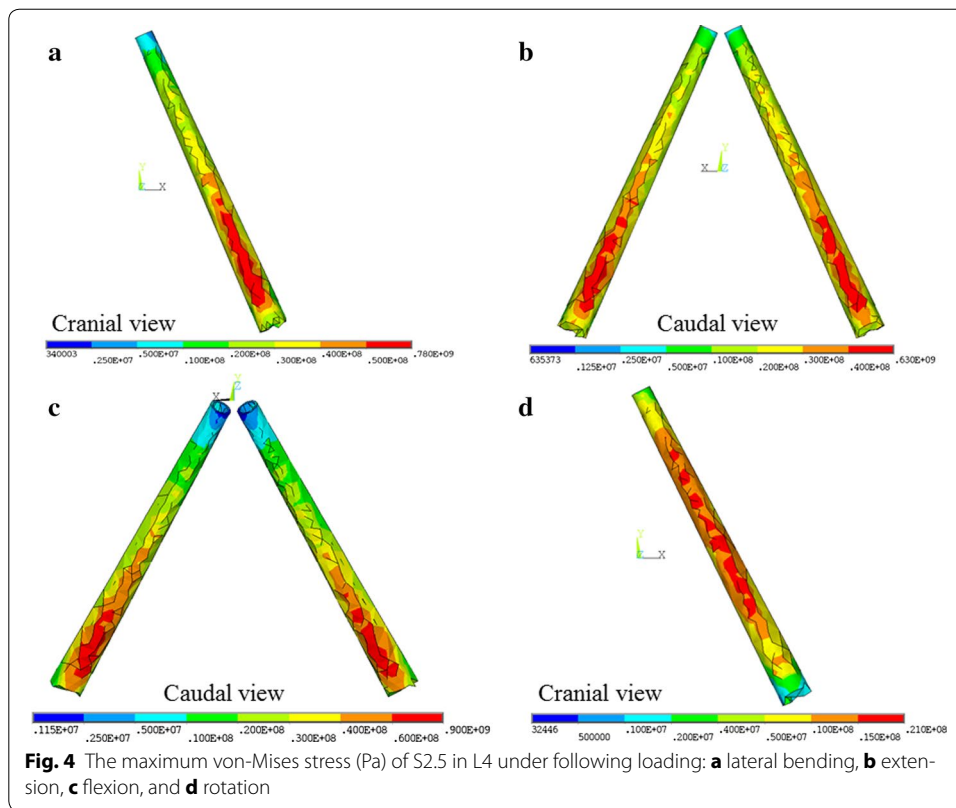 a
b
Y
Z X
Y
X Z
Cranial view
340003 .250E+07 .500E+07 .100E+08 .200E+08 .300E+08 .400E+08 .500E+08 .780E+09
Caudal view
635373 .125E+07 .250E+07 .500E+07 .100E+08 .200E+08 .300E+08 .400E+08 .630E+09
c
X Y Z
d
Y
Z X
Caudal view
.115E+07 .250E+07 .500E+07 .100E+08 .200E+08 .300E+08 .400E+08 .600E+08 .900E+09
Cranial view
32446 500000 .100E+07 .200E+07 .500E+07 .100E+08 .150E+08 .210E+08
Fig. 4 The maximum von-Mises stress (Pa) of S2.5 in L4 under following loading: a lateral bending, b exten-
sion, c flexion, and d rotation